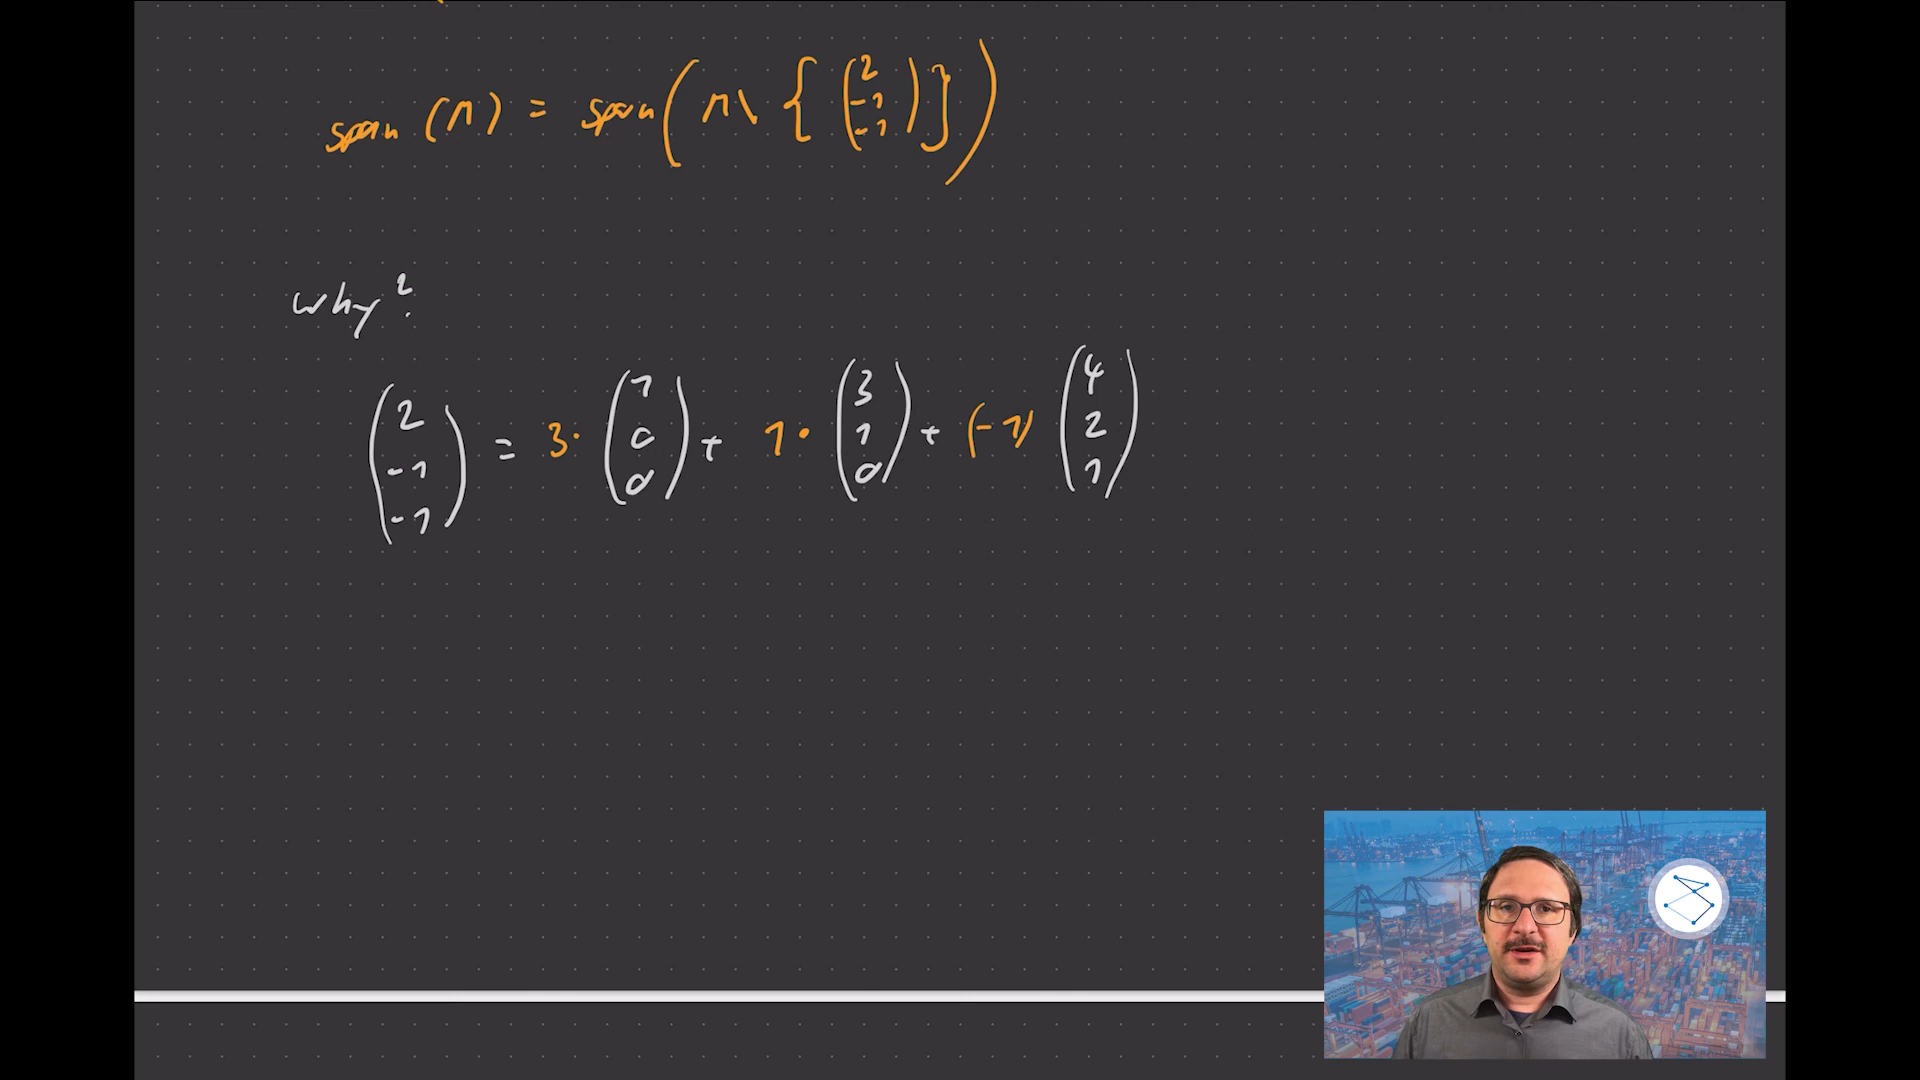 span (M) = span( M \ { (2 -1 -1) } )
Why?
(2 -1 -1) = 3· (1 0 0) + 1· (3 1 0) + (-1) (4 2 1)